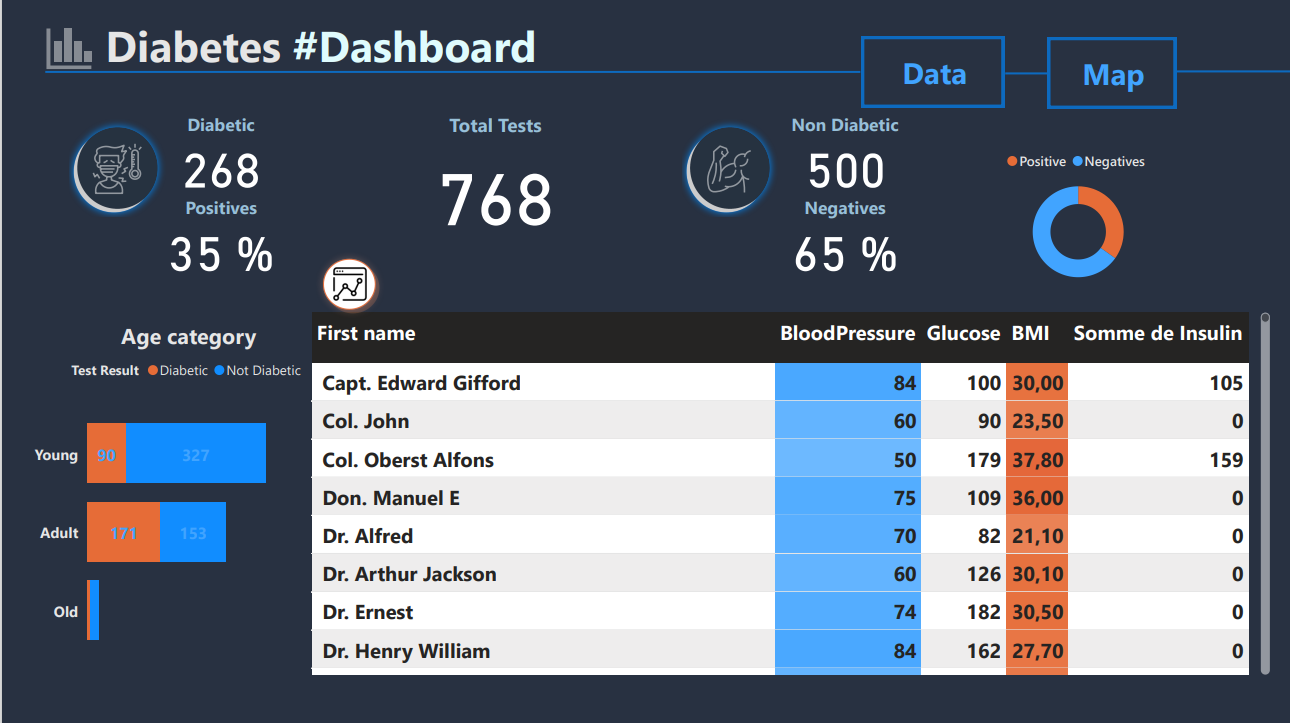 Diabetes #Dashboard
Data
Map
Diabetic
268
Positives
35 %
Total Tests
768
Non Diabetic
500
Negatives
65 %
Positive Negatives
Age category
Test Result Diabetic Not Diabetic
Young 90 327
Adult 171 153
Old
First name BloodPressure Glucose BMI Somme de Insulin
Capt. Edward Gifford 84 100 30,00 105
Col. John 60 90 23,50 0
Col. Oberst Alfons 50 179 37,80 159
Don. Manuel E 75 109 36,00 0
Dr. Alfred 70 82 21,10 0
Dr. Arthur Jackson 60 126 30,10 0
Dr. Ernest 74 182 30,50 0
Dr. Henry William 84 162 27,70 0